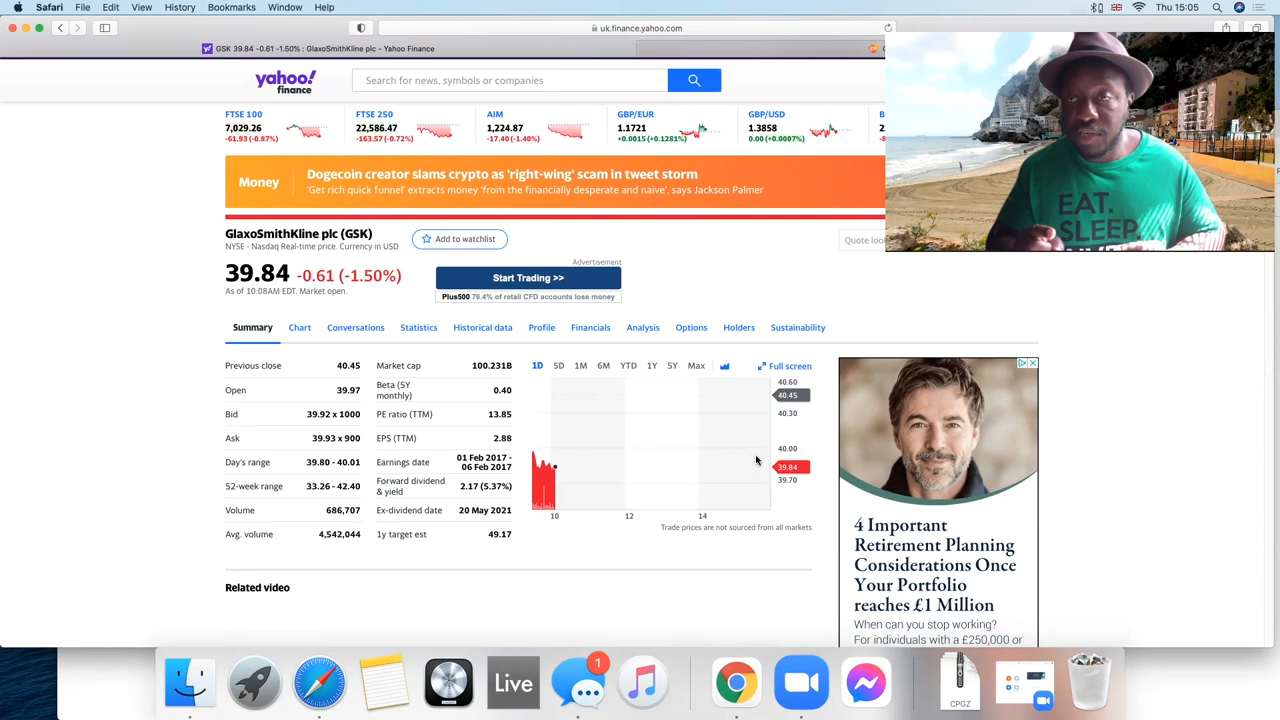 Safari File Edit View History Bookmarks Window Help Thu 15:05
uk.finance.yahoo.com
GSK 39.84 -0.61 -1.50% : GlaxoSmithKline plc - Yahoo Finance
yahoo!
finance
Search for news, symbols or companies
FTSE 100 FTSE 250 AIM GBP/EUR GBP/USD
7,029.26 22,586.47 1,224.87 1.1721 1.3858
-61.93 (-0.87%) -163.57 (-0.72%) -17.40 (-1.40%) +0.0015 (+0.1281%) 0.00 (+0.0007%)
Money
Dogecoin creator slams crypto as 'right-wing' scam in tweet storm
'Get rich quick funnel' extracts money 'from the financially desperate and naive', says Jackson Palmer
EAT.
SLEEP.
GlaxoSmithKline plc (GSK)
NYSE - Nasdaq Real-time price. Currency in USD
Add to watchlist
Quote
39.84 -0.61 (-1.50%)
As of 10:08AM EDT. Market open.
Advertisement
Start Trading >>
Plus500 76.4% of retail CFD accounts lose money
Summary Chart Conversations Statistics Historical data Profile Financials Analysis Options Holders Sustainability
Previous close 40.45
Open 39.97
Bid 39.92 x 1000
Ask 39.93 x 900
Day's range 39.80 - 40.01
52-week range 33.26 - 42.40
Volume 686,707
Avg. volume 4,542,044
Market cap 100.231B
Beta (5Y
monthly) 0.40
PE ratio (TTM) 13.85
EPS (TTM) 2.88
Earnings date 01 Feb 2017 -
06 Feb 2017
Forward dividend
& yield 2.17 (5.37%)
Ex-dividend date 20 May 2021
1y target est 49.17
1D 5D 1M 6M YTD 1Y 5Y Max Full screen
40.60
40.45
40.30
40.00
39.84
39.70
10 12 14
Trade prices are not sourced from all markets
4 Important
Retirement Planning
Considerations Once
Your Portfolio
reaches £1 Million
When can you stop working?
For individuals with a £250,000 or
Related video
Live
1
CPGZ